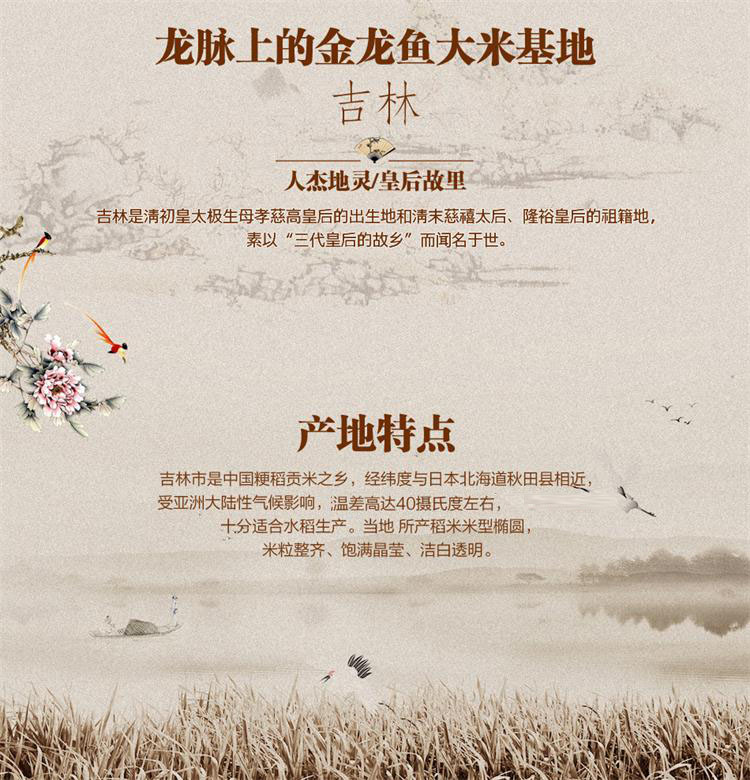 龙脉上的金龙鱼大米基地
吉林
人杰地灵/皇后故里
吉林是清初皇太极生母孝慈高皇后的出生地和清末慈禧太后、隆裕皇后的祖籍地，
素以“三代皇后的故乡”而闻名于世。
产地特点
吉林市是中国粳稻贡米之乡，经纬度与日本北海道秋田县相近，
受亚洲大陆性气候影响，温差高达40摄氏度左右，
十分适合水稻生产。当地 所产稻米米型椭圆，
米粒整齐、饱满晶莹、洁白透明。